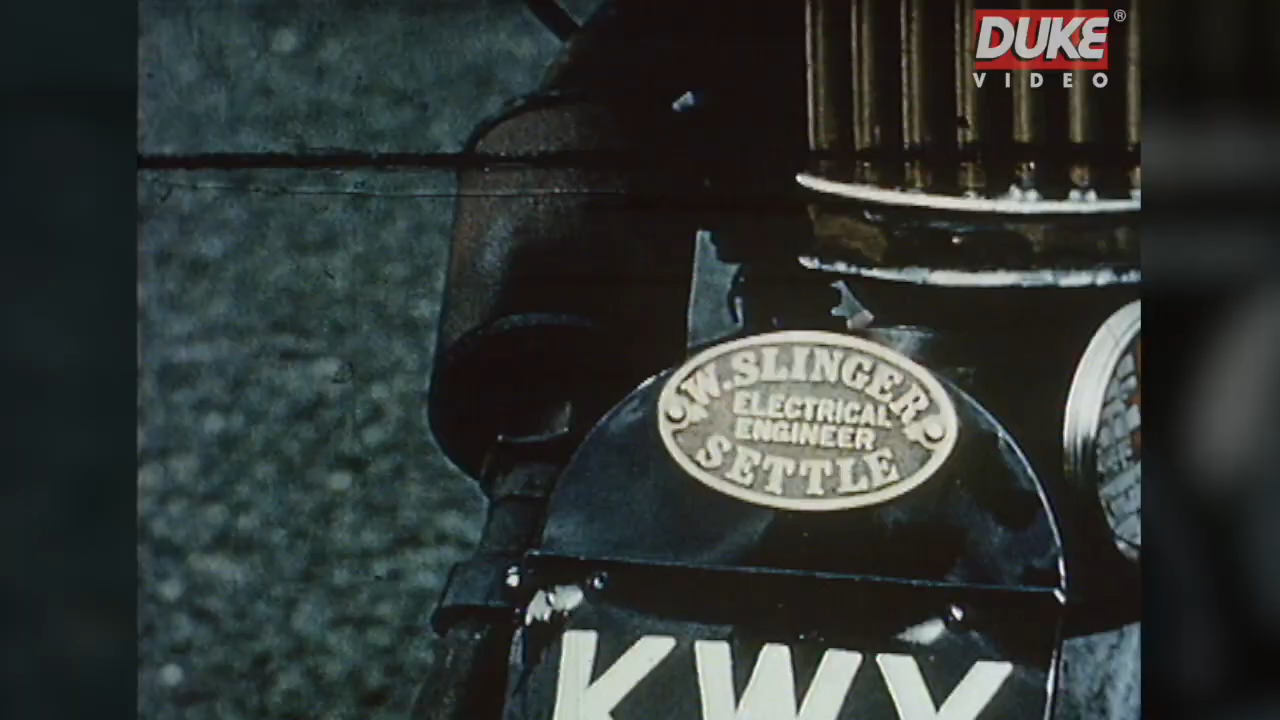 DUKE®
VIDEO
W.SLINGER
ELECTRICAL
ENGINEER
SETTLE
KWY